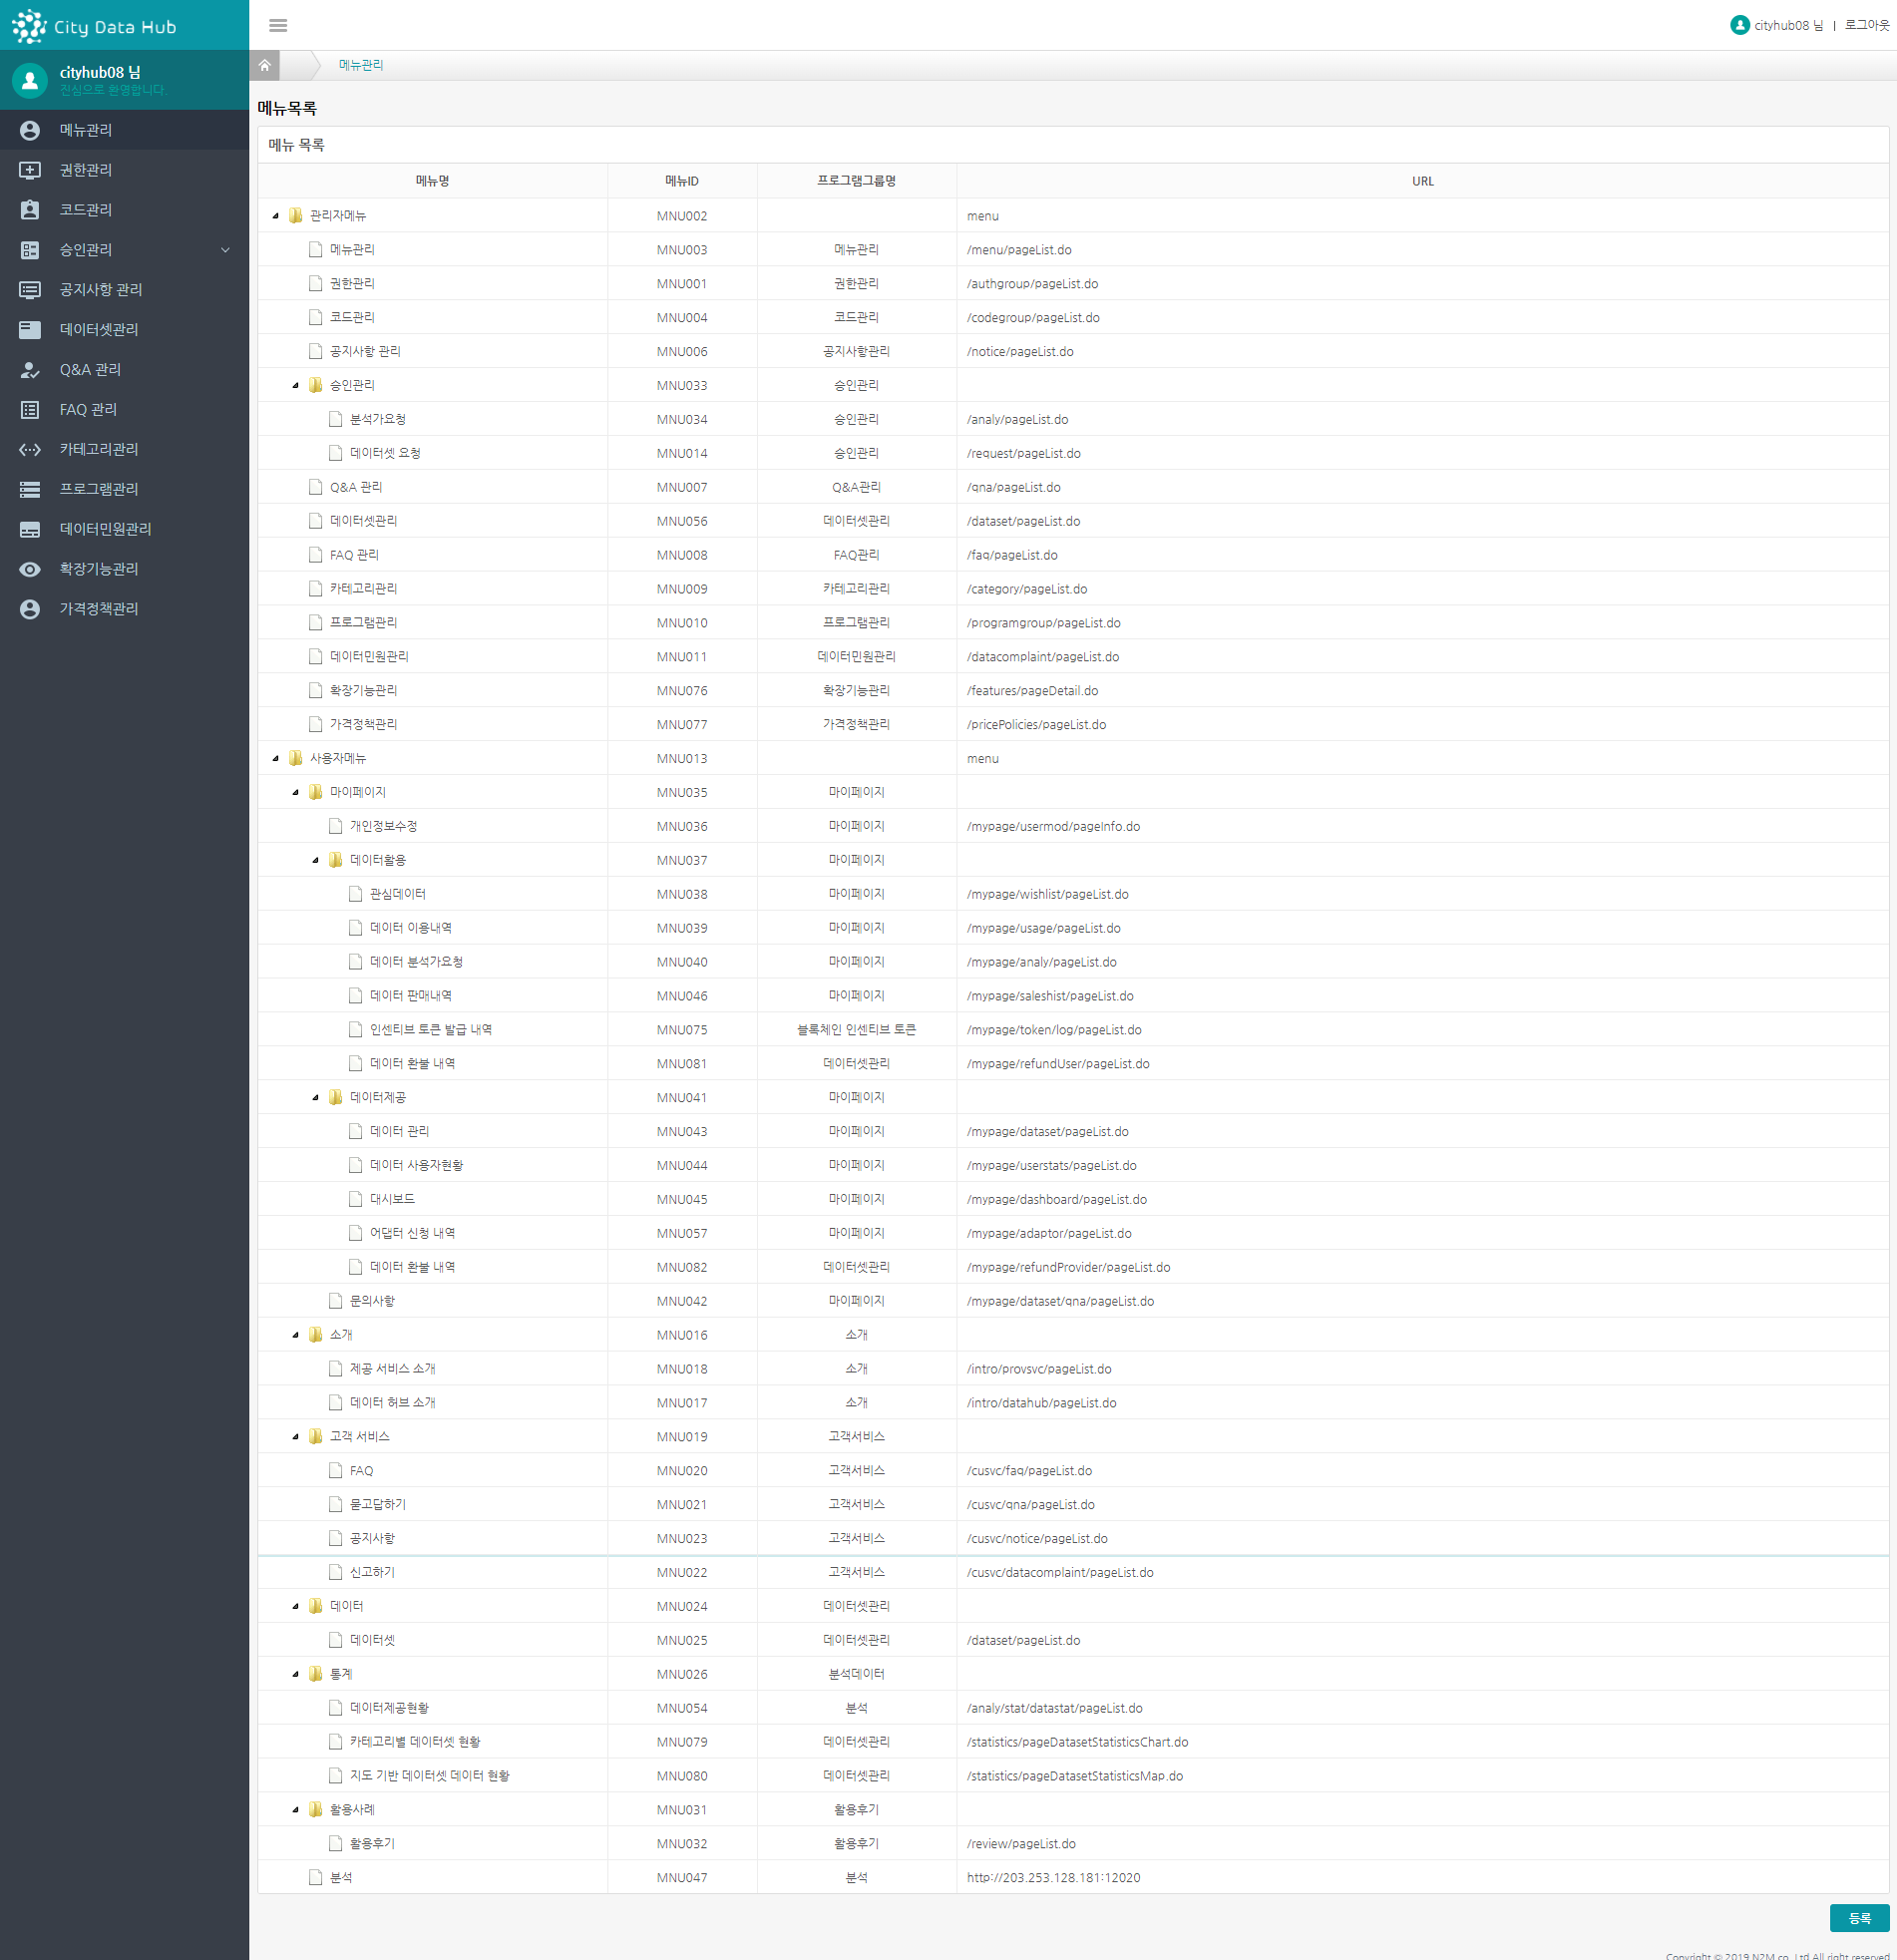 City Data Hub
cityhub08 님 | 로그아웃
cityhub08 님
진심으로 환영합니다.
메뉴관리
권한관리
코드관리
승인관리
공지사항 관리
데이터셋관리
Q&A 관리
FAQ 관리
카테고리관리
프로그램관리
데이터민원관리
확장기능관리
가격정책관리
메뉴관리
메뉴목록
메뉴 목록
메뉴명 메뉴ID 프로그램그룹명 URL
관리자메뉴 MNU002 menu
메뉴관리 MNU003 메뉴관리 /menu/pageList.do
권한관리 MNU001 권한관리 /authgroup/pageList.do
코드관리 MNU004 코드관리 /codegroup/pageList.do
공지사항 관리 MNU006 공지사항관리 /notice/pageList.do
승인관리 MNU033 승인관리
분석가요청 MNU034 승인관리 /analy/pageList.do
데이터셋 요청 MNU014 승인관리 /request/pageList.do
Q&A 관리 MNU007 Q&A관리 /qna/pageList.do
데이터셋관리 MNU056 데이터셋관리 /dataset/pageList.do
FAQ 관리 MNU008 FAQ관리 /faq/pageList.do
카테고리관리 MNU009 카테고리관리 /category/pageList.do
프로그램관리 MNU010 프로그램관리 /programgroup/pageList.do
데이터민원관리 MNU011 데이터민원관리 /datacomplaint/pageList.do
확장기능관리 MNU076 확장기능관리 /features/pageDetail.do
가격정책관리 MNU077 가격정책관리 /pricePolicies/pageList.do
사용자메뉴 MNU013 menu
마이페이지 MNU035 마이페이지
개인정보수정 MNU036 마이페이지 /mypage/usermod/pageInfo.do
데이터활용 MNU037 마이페이지
관심데이터 MNU038 마이페이지 /mypage/wishlist/pageList.do
데이터 이용내역 MNU039 마이페이지 /mypage/usage/pageList.do
데이터 분석가요청 MNU040 마이페이지 /mypage/analy/pageList.do
데이터 판매내역 MNU046 마이페이지 /mypage/saleshist/pageList.do
인센티브 토큰 발급 내역 MNU075 블록체인 인센티브 토큰 /mypage/token/log/pageList.do
데이터 환불 내역 MNU081 데이터셋관리 /mypage/refundUser/pageList.do
데이터제공 MNU041 마이페이지
데이터 관리 MNU043 마이페이지 /mypage/dataset/pageList.do
데이터 사용자현황 MNU044 마이페이지 /mypage/userstats/pageList.do
대시보드 MNU045 마이페이지 /mypage/dashboard/pageList.do
어댑터 신청 내역 MNU057 마이페이지 /mypage/adaptor/pageList.do
데이터 환불 내역 MNU082 데이터셋관리 /mypage/refundProvider/pageList.do
문의사항 MNU042 마이페이지 /mypage/dataset/qna/pageList.do
소개 MNU016 소개
제공 서비스 소개 MNU018 소개 /intro/provsvc/pageList.do
데이터 허브 소개 MNU017 소개 /intro/datahub/pageList.do
고객 서비스 MNU019 고객서비스
FAQ MNU020 고객서비스 /cusvc/faq/pageList.do
묻고답하기 MNU021 고객서비스 /cusvc/qna/pageList.do
공지사항 MNU023 고객서비스 /cusvc/notice/pageList.do
신고하기 MNU022 고객서비스 /cusvc/datacomplaint/pageList.do
데이터 MNU024 데이터셋관리
데이터셋 MNU025 데이터셋관리 /dataset/pageList.do
통계 MNU026 분석데이터
데이터제공현황 MNU054 분석 /analy/stat/datastat/pageList.do
카테고리별 데이터셋 현황 MNU079 데이터셋관리 /statistics/pageDatasetStatisticsChart.do
지도 기반 데이터셋 데이터 현황 MNU080 데이터셋관리 /statistics/pageDatasetStatisticsMap.do
활용사례 MNU031 활용후기
활용후기 MNU032 활용후기 /review/pageList.do
분석 MNU047 분석 http://203.253.128.181:12020
등록
Copyright © 2019 N2M co., Ltd All right reserved